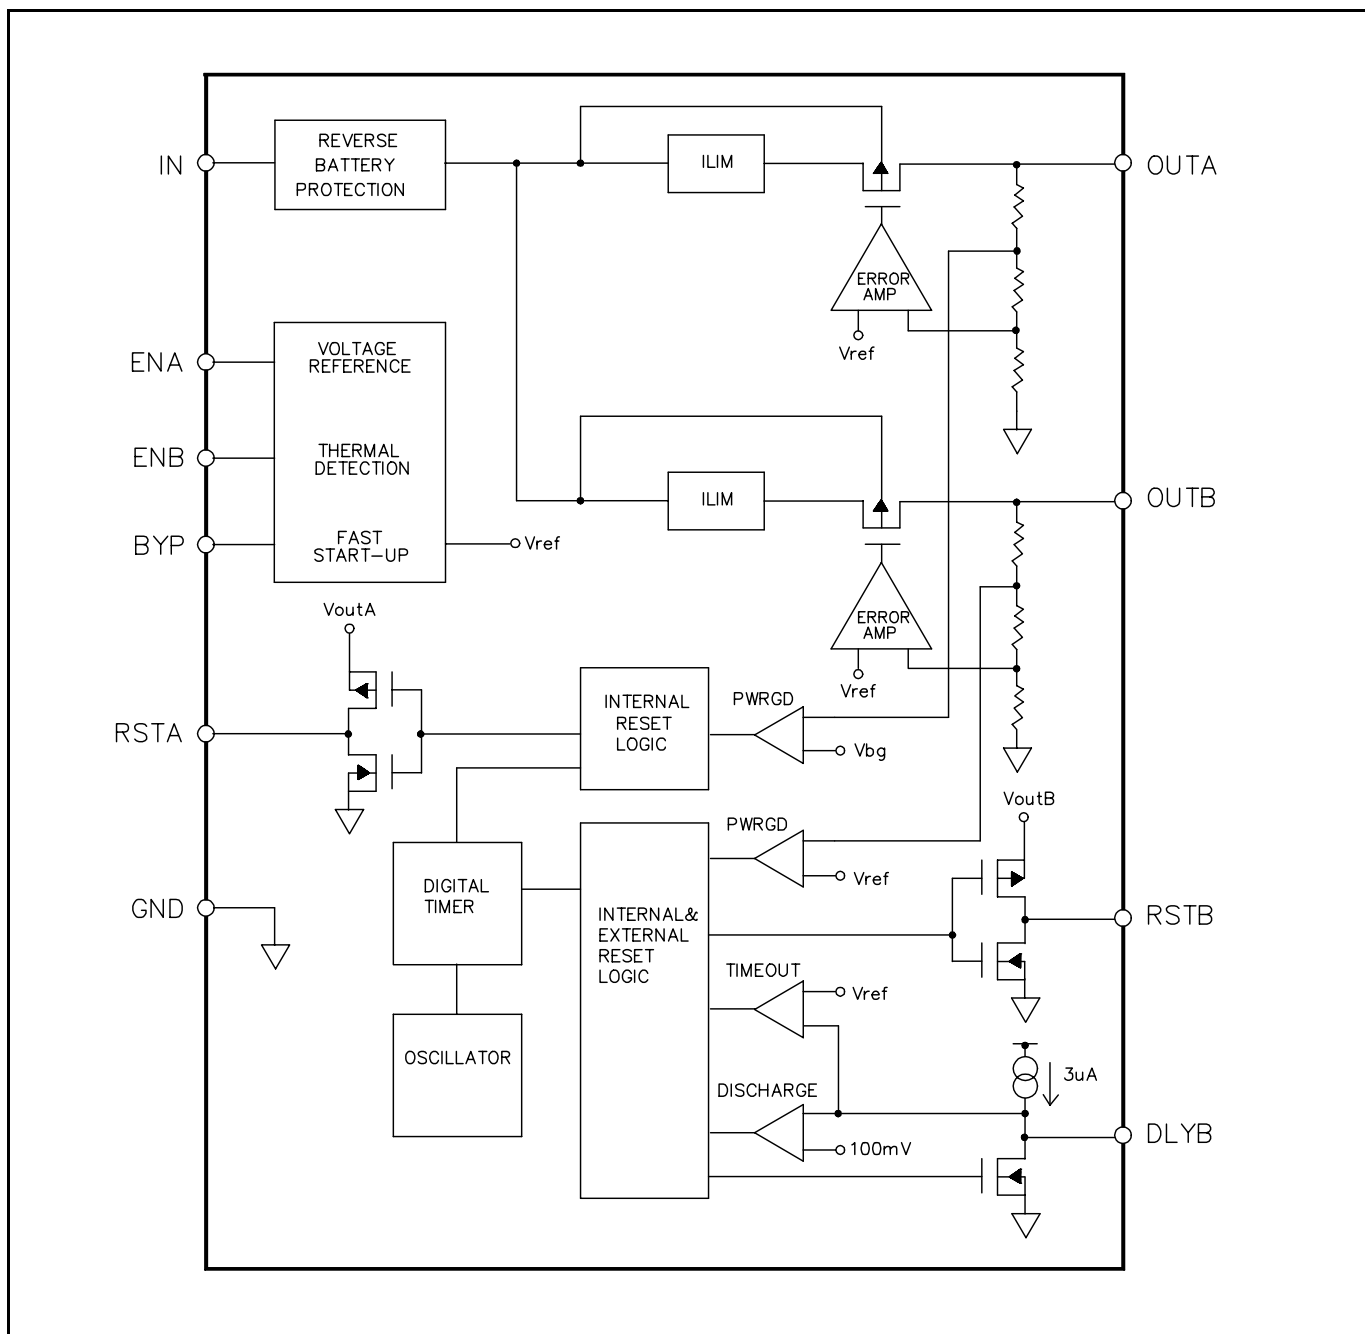 IN
REVERSE
BATTERY
PROTECTION
ILIM
OUTA
ERROR
AMP
Vref
ENA
VOLTAGE
REFERENCE
ENB
THERMAL
DETECTION
BYP
FAST
START-UP
Vref
ILIM
OUTB
ERROR
AMP
Vref
VoutA
RSTA
INTERNAL
RESET
LOGIC
PWRGD
Vbg
VoutB
PWRGD
Vref
DIGITAL
TIMER
GND
INTERNAL&
EXTERNAL
RESET
LOGIC
RSTB
TIMEOUT
Vref
OSCILLATOR
3uA
DISCHARGE
100mV
DLYB